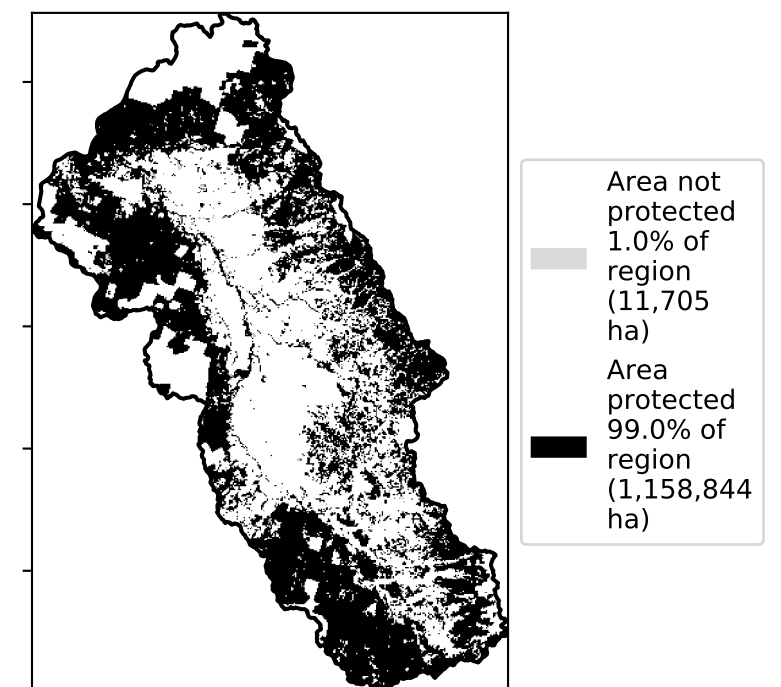 Area not
protected
1.0% of
region
(11,705
ha)
Area
protected
99.0% of
region
(1,158,844
ha)